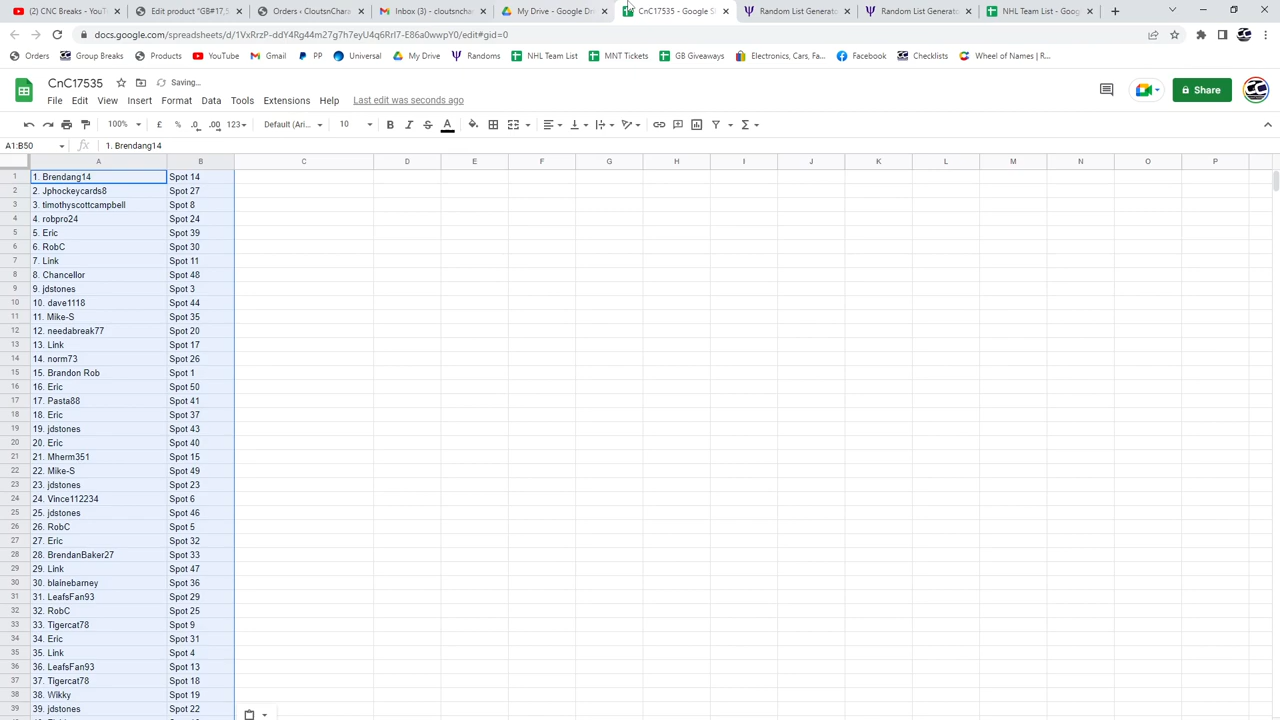 (2) CNC Breaks - YouT
Edit product "GB#17,5
Orders ‹ CloutsnChara
Inbox (3) - cloutsnchar
My Drive - Google Dri
CnC17535 - Google Sh
Random List Generato
Random List Generato
NHL Team List - Goog
docs.google.com/spreadsheets/d/1VxRrzP-ddY4Rg44m27g7h7eyU4q6RrI7-E86a0wwpY0/edit#gid=0
Orders
Group Breaks
Products
YouTube
Gmail
PP
Universal
My Drive
Randoms
NHL Team List
MNT Tickets
GB Giveaways
Electronics, Cars, Fa...
Facebook
Checklists
Wheel of Names | R...
CnC17535
Saving...
File Edit View Insert Format Data Tools Extensions Help Last edit was seconds ago
Share
100% £ % .0 .00 123 Default (Ari... 10
A1:B50 fx 1. Brendang14
A B C D E F G H I J K L M N O P
1 1. Brendang14 Spot 14
2 2. Jphockeycards8 Spot 27
3 3. timothyscottcampbell Spot 8
4 4. robpro24 Spot 24
5 5. Eric Spot 39
6 6. RobC Spot 30
7 7. Link Spot 11
8 8. Chancellor Spot 48
9 9. jdstones Spot 3
10 10. dave1118 Spot 44
11 11. Mike-S Spot 35
12 12. needabreak77 Spot 20
13 13. Link Spot 17
14 14. norm73 Spot 26
15 15. Brandon Rob Spot 1
16 16. Eric Spot 50
17 17. Pasta88 Spot 41
18 18. Eric Spot 37
19 19. jdstones Spot 43
20 20. Eric Spot 40
21 21. Mherm351 Spot 15
22 22. Mike-S Spot 49
23 23. jdstones Spot 23
24 24. Vince112234 Spot 6
25 25. jdstones Spot 46
26 26. RobC Spot 5
27 27. Eric Spot 32
28 28. BrendanBaker27 Spot 33
29 29. Link Spot 47
30 30. blainebarney Spot 36
31 31. LeafsFan93 Spot 29
32 32. RobC Spot 25
33 33. Tigercat78 Spot 9
34 34. Eric Spot 31
35 35. Link Spot 4
36 36. LeafsFan93 Spot 13
37 37. Tigercat78 Spot 18
38 38. Wikky Spot 19
39 39. jdstones Spot 22